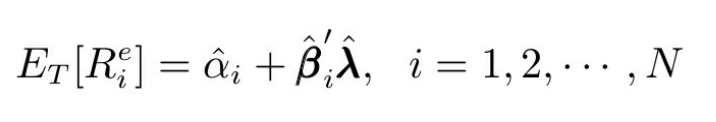 $E_T[R_i^e] = \hat{\alpha}_i + \hat{\boldsymbol{\beta}}_i' \hat{\boldsymbol{\lambda}}, \quad i = 1, 2, \cdots, N$